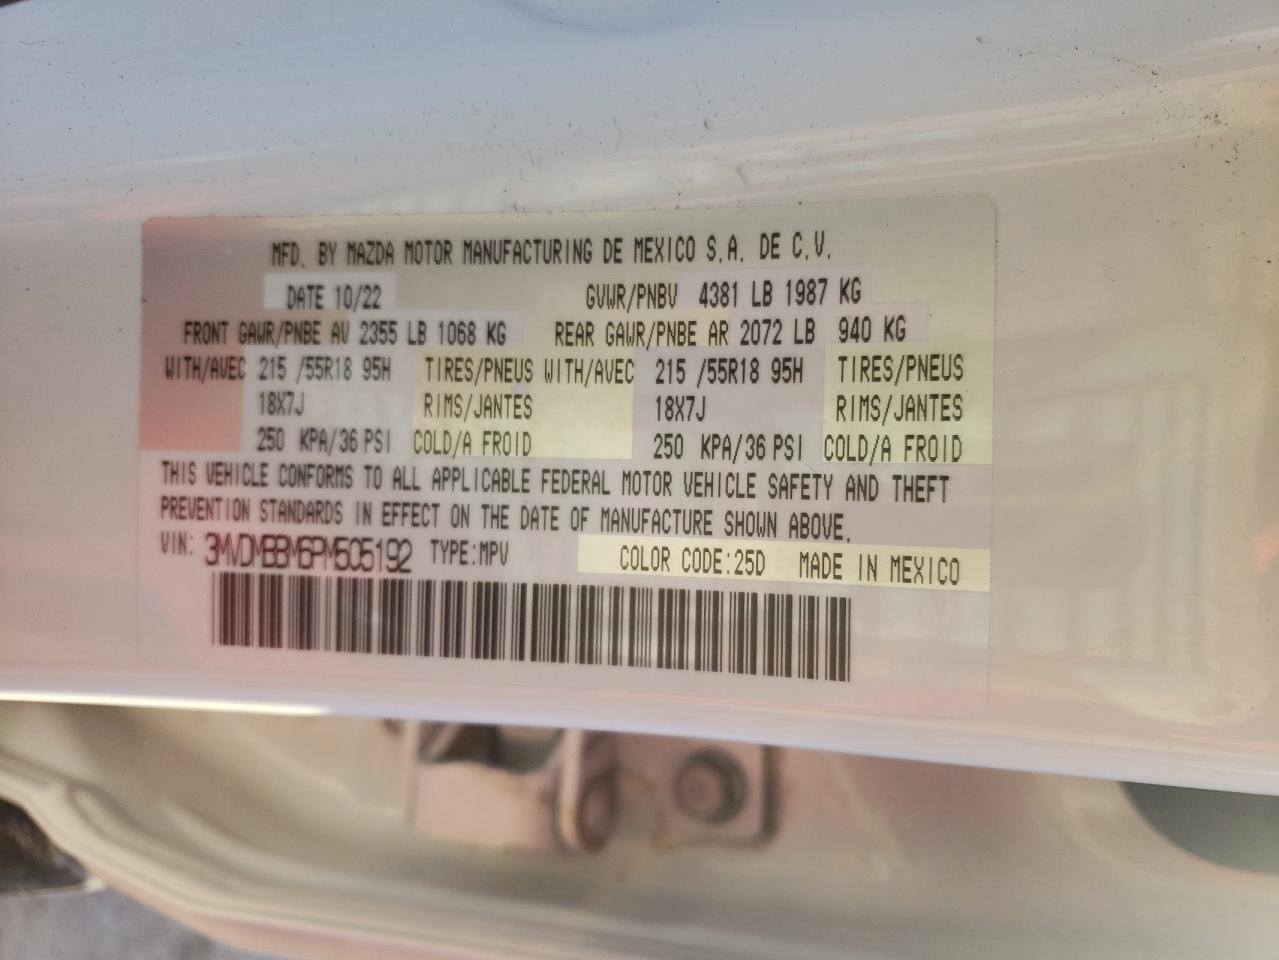 MFD. BY MAZDA MOTOR MANUFACTURING DE MEXICO S.A. DE C.V.
DATE 10/22 GVWR/PNBV 4381 LB 1987 KG
FRONT GAWR/PNBE AV 2355 LB 1068 KG REAR GAWR/PNBE AR 2072 LB 940 KG
WITH/AVEC 215 /55R18 95H TIRES/PNEUS WITH/AVEC 215 /55R18 95H TIRES/PNEUS
18X7J RIMS/JANTES 18X7J RIMS/JANTES
250 KPA/36 PSI COLD/A FROID 250 KPA/36 PSI COLD/A FROID
THIS VEHICLE CONFORMS TO ALL APPLICABLE FEDERAL MOTOR VEHICLE SAFETY AND THEFT
PREVENTION STANDARDS IN EFFECT ON THE DATE OF MANUFACTURE SHOWN ABOVE.
VIN: 3MVDMBBM6PM505192 TYPE:MPV COLOR CODE:25D MADE IN MEXICO